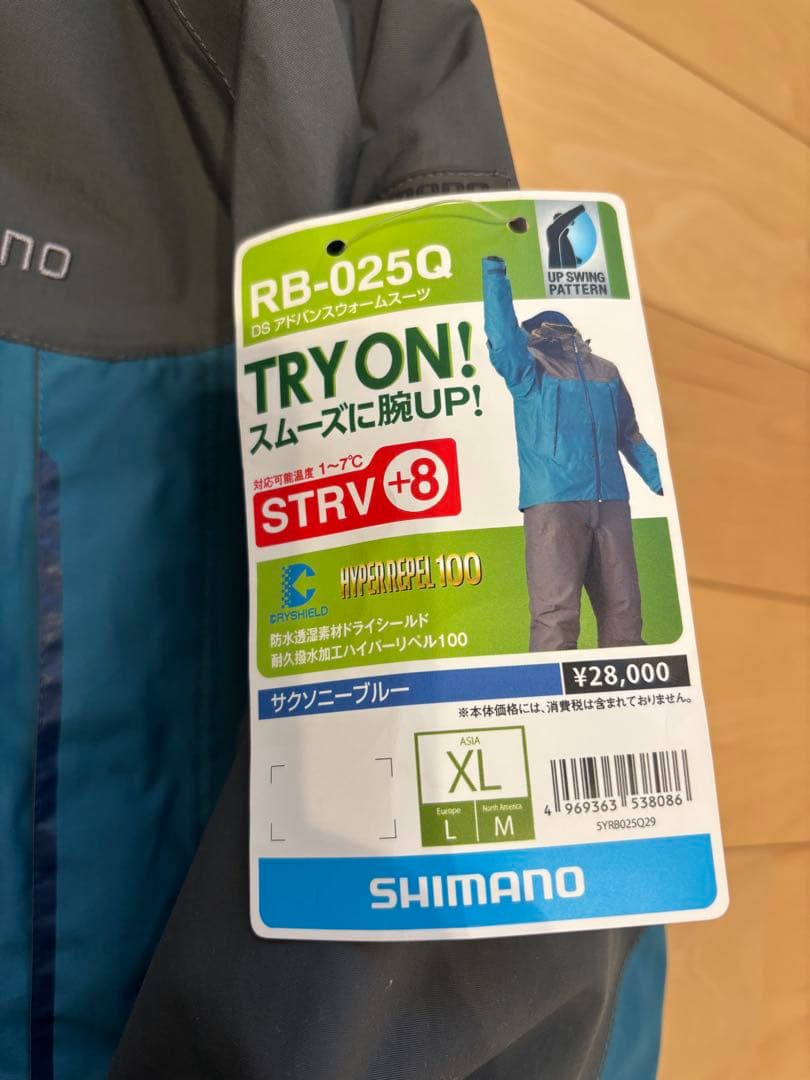 no
RB-025Q
DS アドバンスウォームスーツ
UP SWING
PATTERN
TRY ON!
スムーズに腕UP!
対応可能温度 1〜7℃
STRV +8
DRYSHIELD
HYPER REPEL 100
防水透湿素材ドライシールド
耐久撥水加工ハイパーリペル100
サクソニーブルー
¥28,000
※本体価格には、消費税は含まれておりません。
ASIA
XL
Europe
L
North America
M
4 969363 538086
5YRB025Q29
SHIMANO